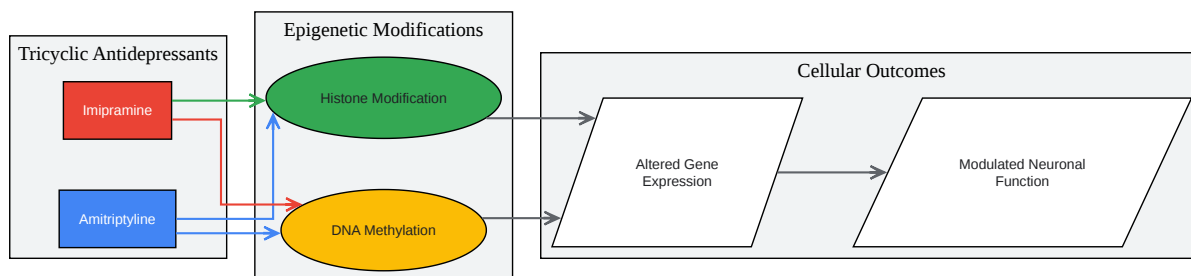 Tricyclic Antidepressants
Imipramine
Amitriptyline
Epigenetic Modifications
Histone Modification
DNA Methylation
Cellular Outcomes
Altered Gene
Expression
Modulated Neuronal
Function